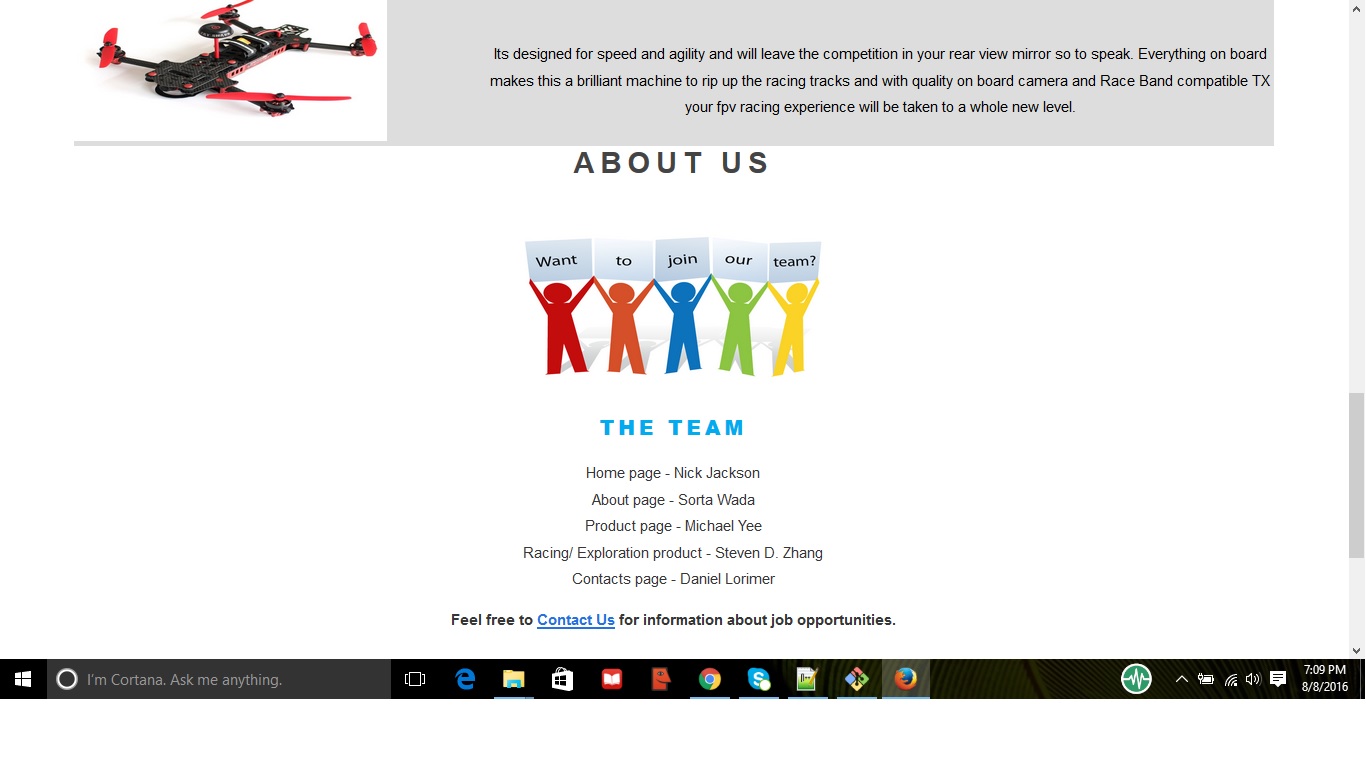 Its designed for speed and agility and will leave the competition in your rear view mirror so to speak. Everything on board
makes this a brilliant machine to rip up the racing tracks and with quality on board camera and Race Band compatible TX
your fpv racing experience will be taken to a whole new level.
ABOUT US
Want to join our team?
THE TEAM
Home page - Nick Jackson
About page - Sorta Wada
Product page - Michael Yee
Racing/ Exploration product - Steven D. Zhang
Contacts page - Daniel Lorimer
Feel free to Contact Us for information about job opportunities.
I'm Cortana. Ask me anything.
7:09 PM
8/8/2016